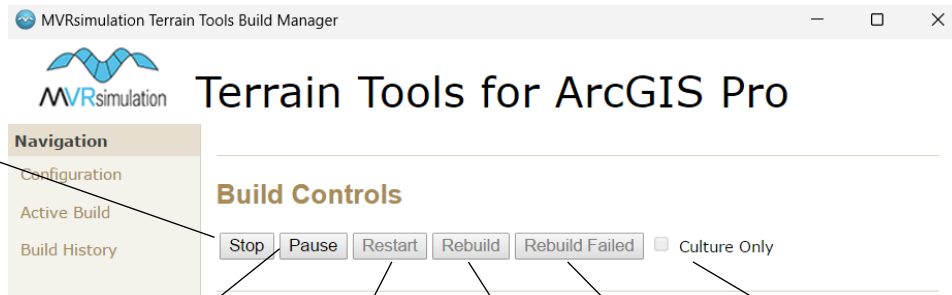 MVRsimulation Terrain Tools Build Manager
MVRsimulation
Terrain Tools for ArcGIS Pro
Navigation
Configuration
Active Build
Build History
Build Controls
Stop Pause Restart Rebuild Rebuild Failed Culture Only